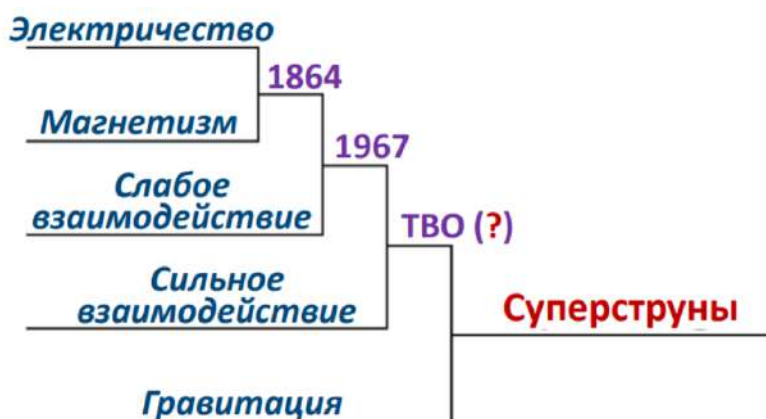 Электричество
1864
Магнетизм
1967
Слабое
взаимодействие
ТВО (?)
Сильное
взаимодействие
Суперструны
Гравитация